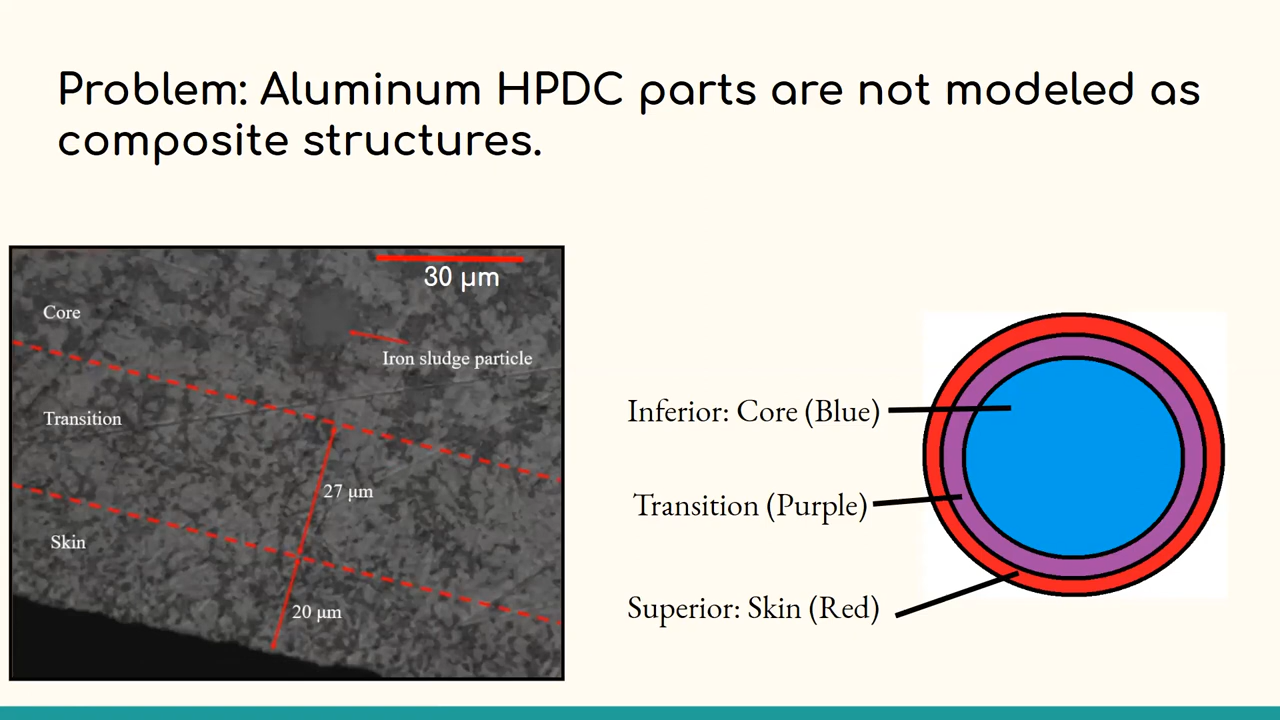 Problem: Aluminum HPDC parts are not modeled as
composite structures.
30 μm
Core
Iron sludge particle
Transition
27 μm
Skin
20 μm
Inferior: Core (Blue)
Transition (Purple)
Superior: Skin (Red)